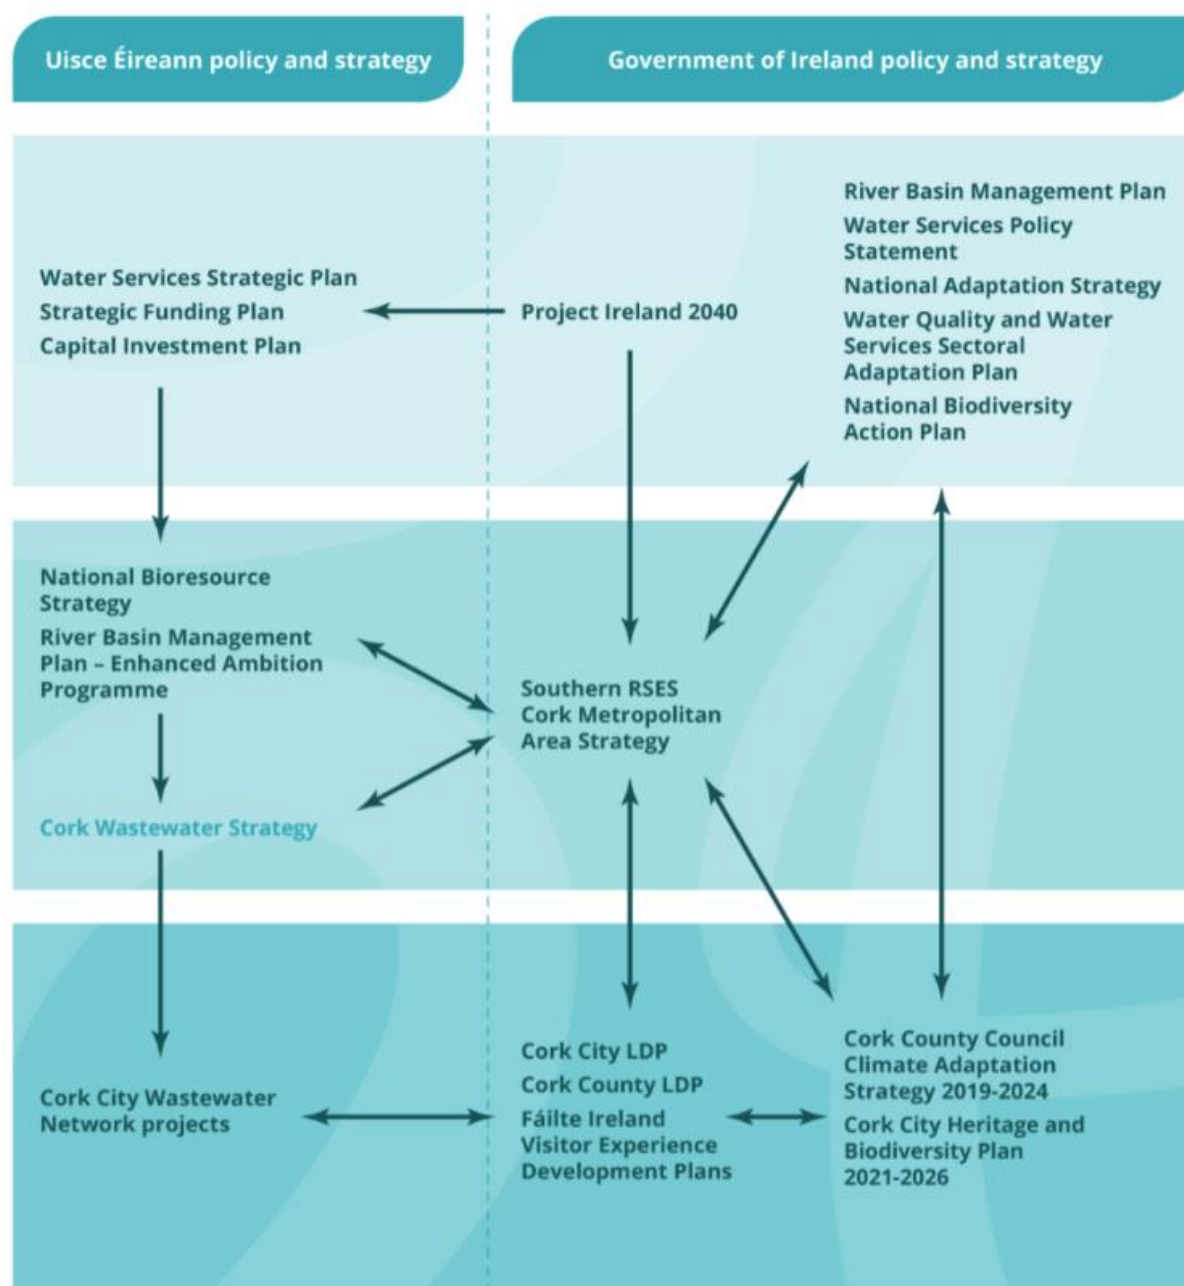 Uisce Éireann policy and strategy
Government of Ireland policy and strategy
Water Services Strategic Plan
Strategic Funding Plan
Capital Investment Plan
Project Ireland 2040
River Basin Management Plan
Water Services Policy
Statement
National Adaptation Strategy
Water Quality and Water
Services Sectoral
Adaptation Plan
National Biodiversity
Action Plan
National Bioresource
Strategy
River Basin Management
Plan – Enhanced Ambition
Programme
Cork Wastewater Strategy
Southern RSES
Cork Metropolitan
Area Strategy
Cork City Wastewater
Network projects
Cork City LDP
Cork County LDP
Fáilte Ireland
Visitor Experience
Development Plans
Cork County Council
Climate Adaptation
Strategy 2019-2024
Cork City Heritage and
Biodiversity Plan
2021-2026